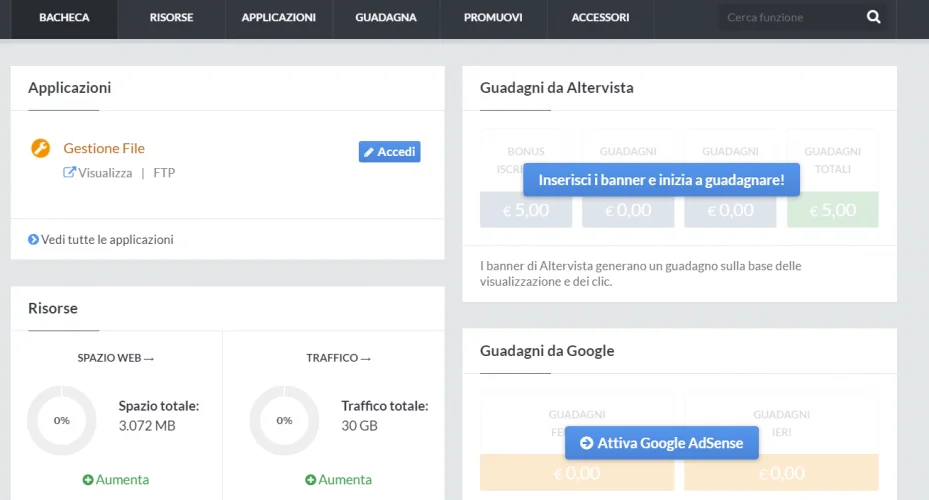 BACHECA
RISORSE
APPLICAZIONI
GUADAGNA
PROMUOVI
ACCESSORI
Cerca funzione
Applicazioni
Gestione File
Accedi
Visualizza | FTP
Vedi tutte le applicazioni
Risorse
SPAZIO WEB →
0%
Spazio totale:
3.072 MB
Aumenta
TRAFFICO →
0%
Traffico totale:
30 GB
Aumenta
Guadagni da Altervista
BONUS
GUADAGNI
GUADAGNI
GUADAGNI
TOTALI
Inserisci i banner e inizia a guadagnare!
€ 5,00
€ 0,00
€ 0,00
€ 5,00
I banner di Altervista generano un guadagno sulla base delle
visualizzazione e dei clic.
Guadagni da Google
GUADAGNI
GUADAGNI
IERI
Attiva Google AdSense
€ 0,00
€ 0,00